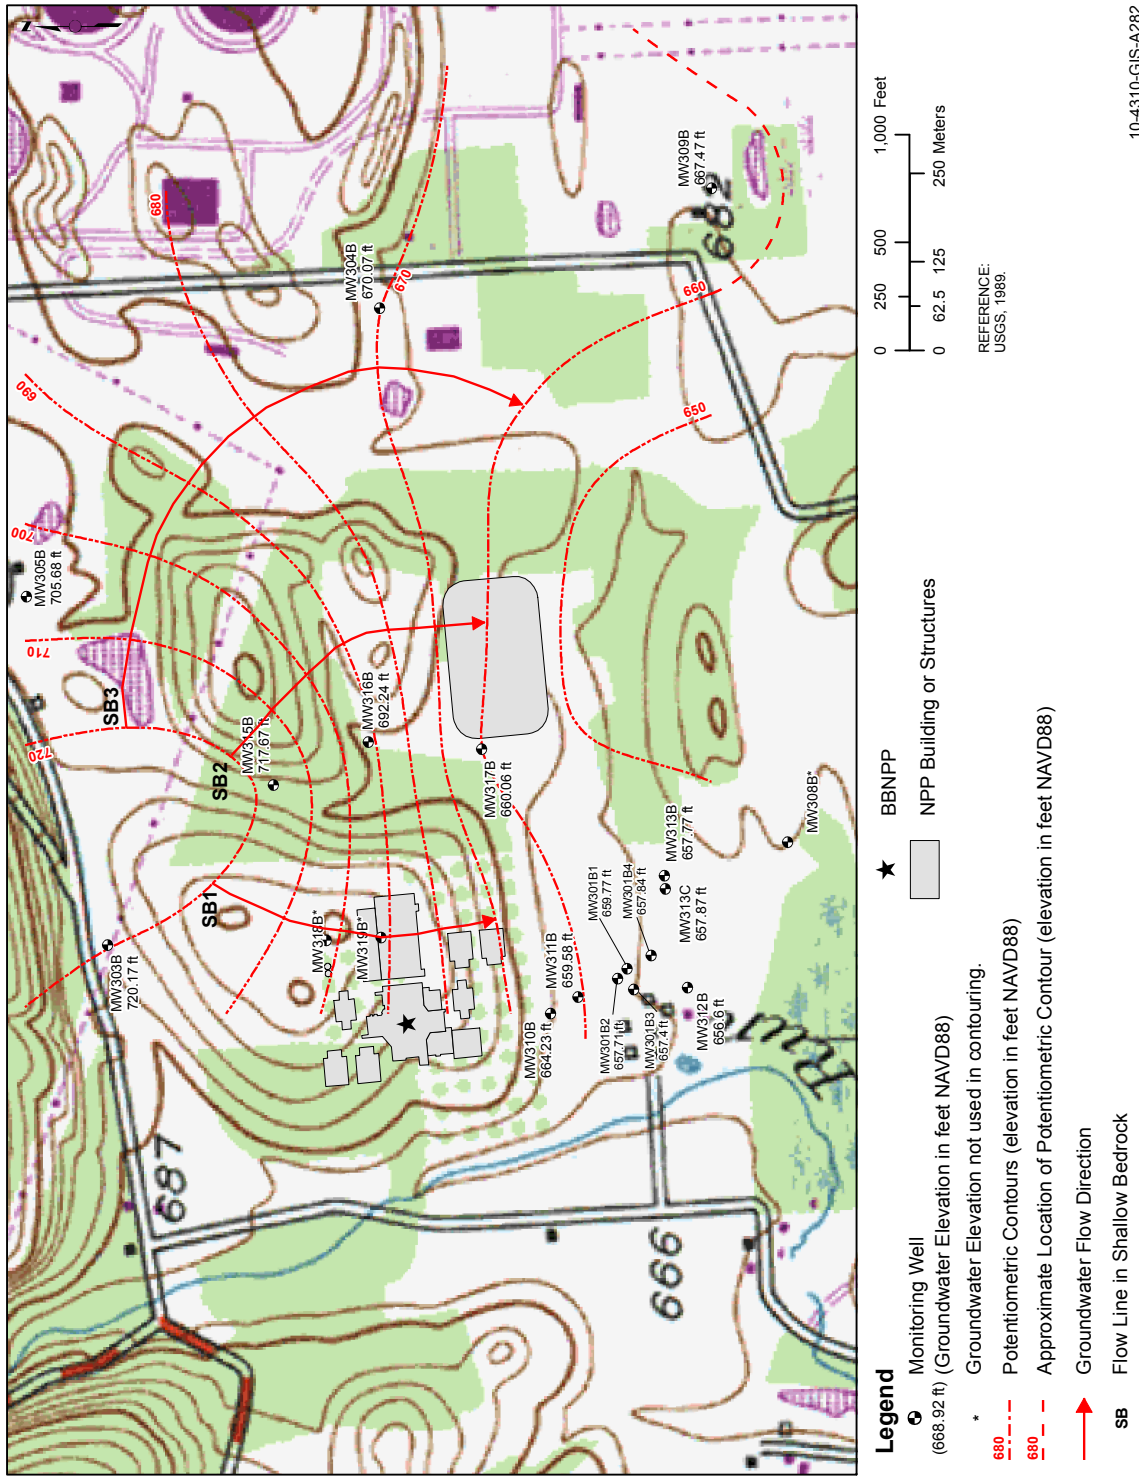 720
710
700
690
680
670
660
650
SB1
SB2
SB3
MW303B
720.17 ft
MW305B
705.68 ft
MW315B
717.67 ft
MW316B
692.24 ft
MW304B
670.07 ft
MW309B
667.47 ft
MW318B*
MW319B*
MW317B
660.06 ft
MW310B
664.23 ft
MW311B
659.58 ft
MW301B1
659.77 ft
MW301B4
657.84 ft
MW301B2
657.71 ft
MW301B3
657.4 ft
MW313B
657.77 ft
MW313C
657.87 ft
MW312B
656.6 ft
MW308B*
687
666
682
Run
Legend
Monitoring Well
(668.92 ft) (Groundwater Elevation in feet NAVD88)
* Groundwater Elevation not used in contouring.
680 Potentiometric Contours (elevation in feet NAVD88)
680 Approximate Location of Potentiometric Contour (elevation in feet NAVD88)
Groundwater Flow Direction
SB Flow Line in Shallow Bedrock
BBNPP
NPP Building or Structures
0 250 500 1,000 Feet
0 62.5 125 250 Meters
REFERENCE:
USGS, 1989.
10-4310-GIS-A282